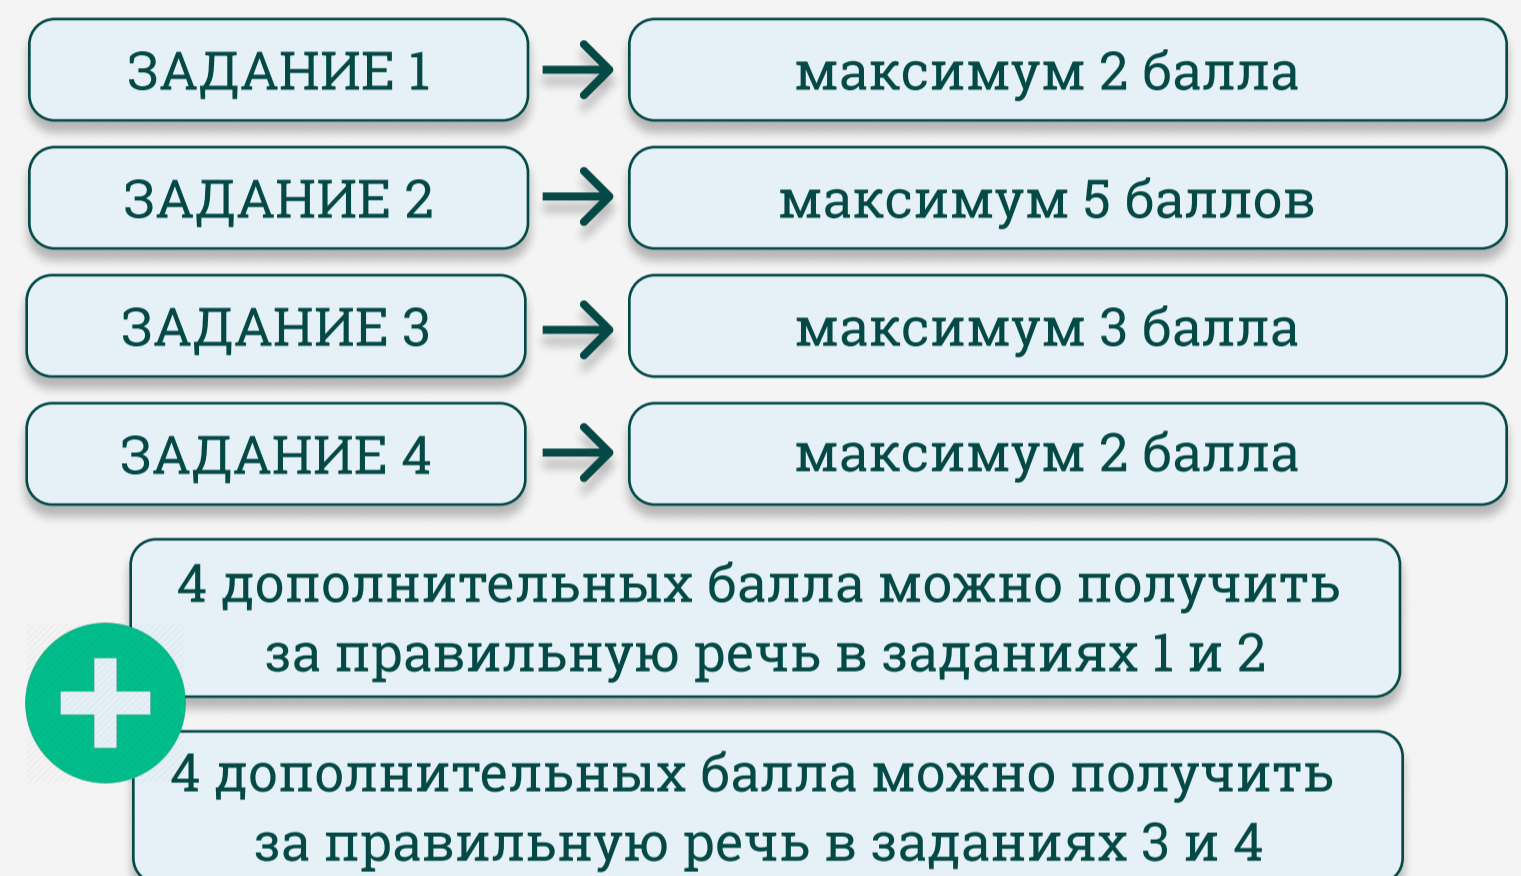 ЗАДАНИЕ 1
максимум 2 балла
ЗАДАНИЕ 2
максимум 5 баллов
ЗАДАНИЕ 3
максимум 3 балла
ЗАДАНИЕ 4
максимум 2 балла
4 дополнительных балла можно получить
за правильную речь в заданиях 1 и 2
4 дополнительных балла можно получить
за правильную речь в заданиях 3 и 4